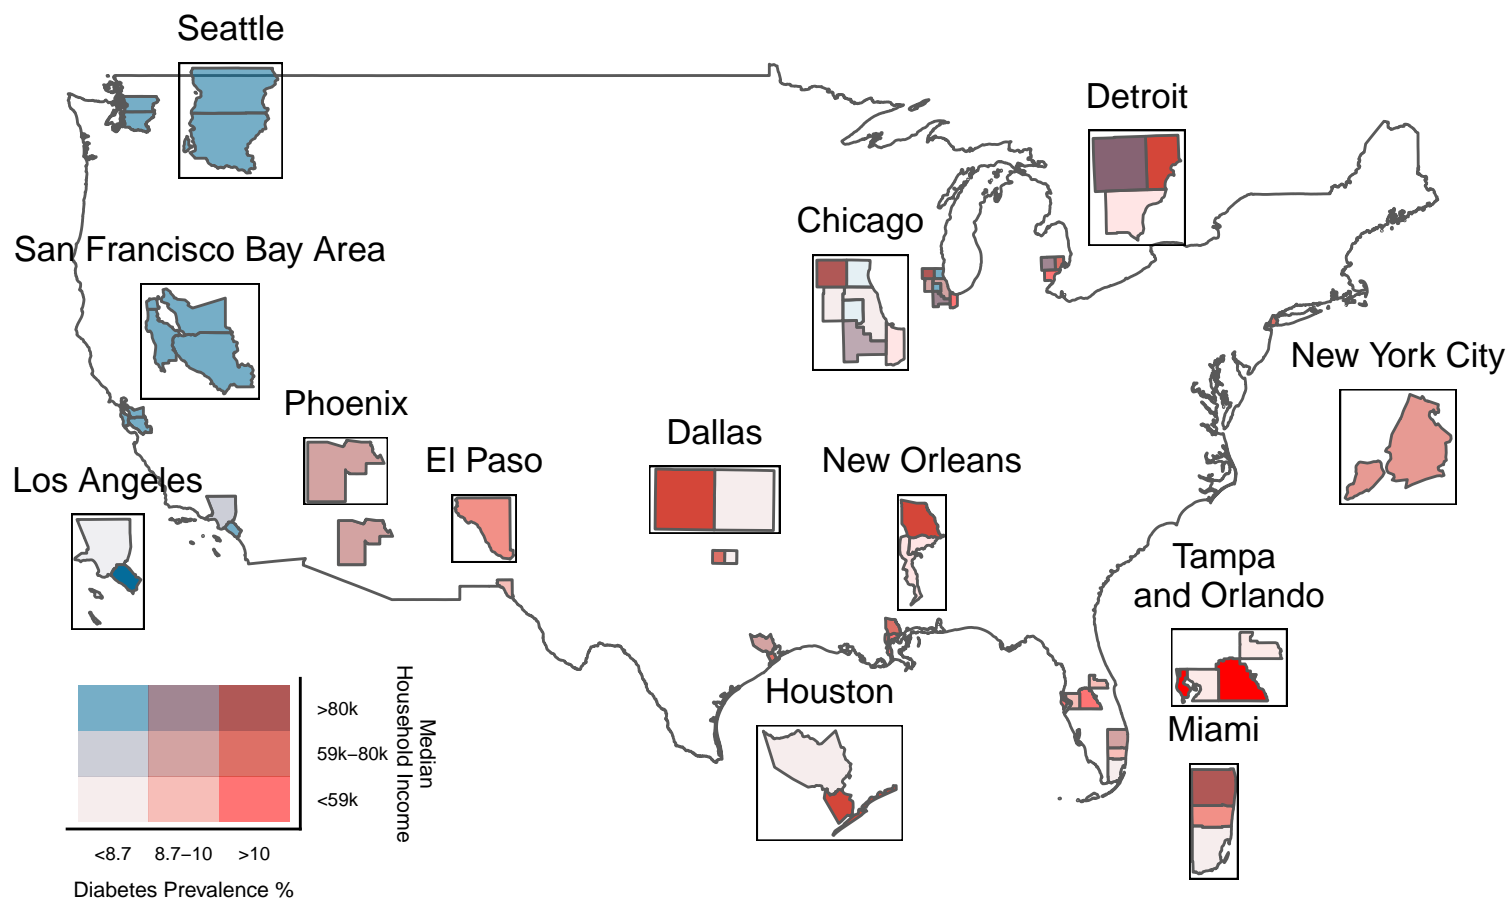 Seattle
Detroit
Chicago
San Francisco Bay Area
New York City
Phoenix
Dallas
El Paso
New Orleans
Los Angeles
Tampa
and Orlando
Houston
Miami
>80k
59k–80k
<59k
Median
Household Income
<8.7
8.7–10
>10
Diabetes Prevalence %